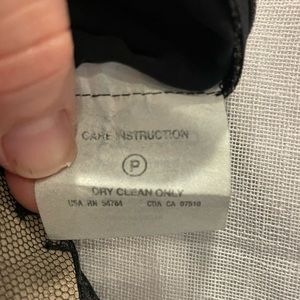 CARE INSTRUCTION
P
DRY CLEAN ONLY
USA RN 54784 CDA CA 07510